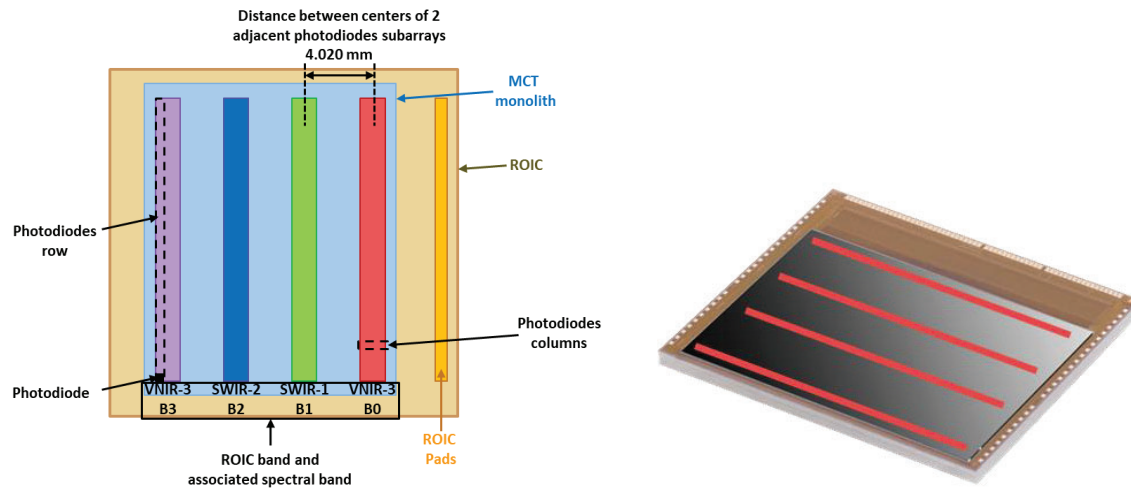 Distance between centers of 2
adjacent photodiodes subarrays
4.020 mm
MCT
monolith
ROIC
Photodiodes
row
Photodiodes
columns
Photodiode
VNIR-3 SWIR-2 SWIR-1 VNIR-3
B3 B2 B1 B0
ROIC
Pads
ROIC band and
associated spectral band